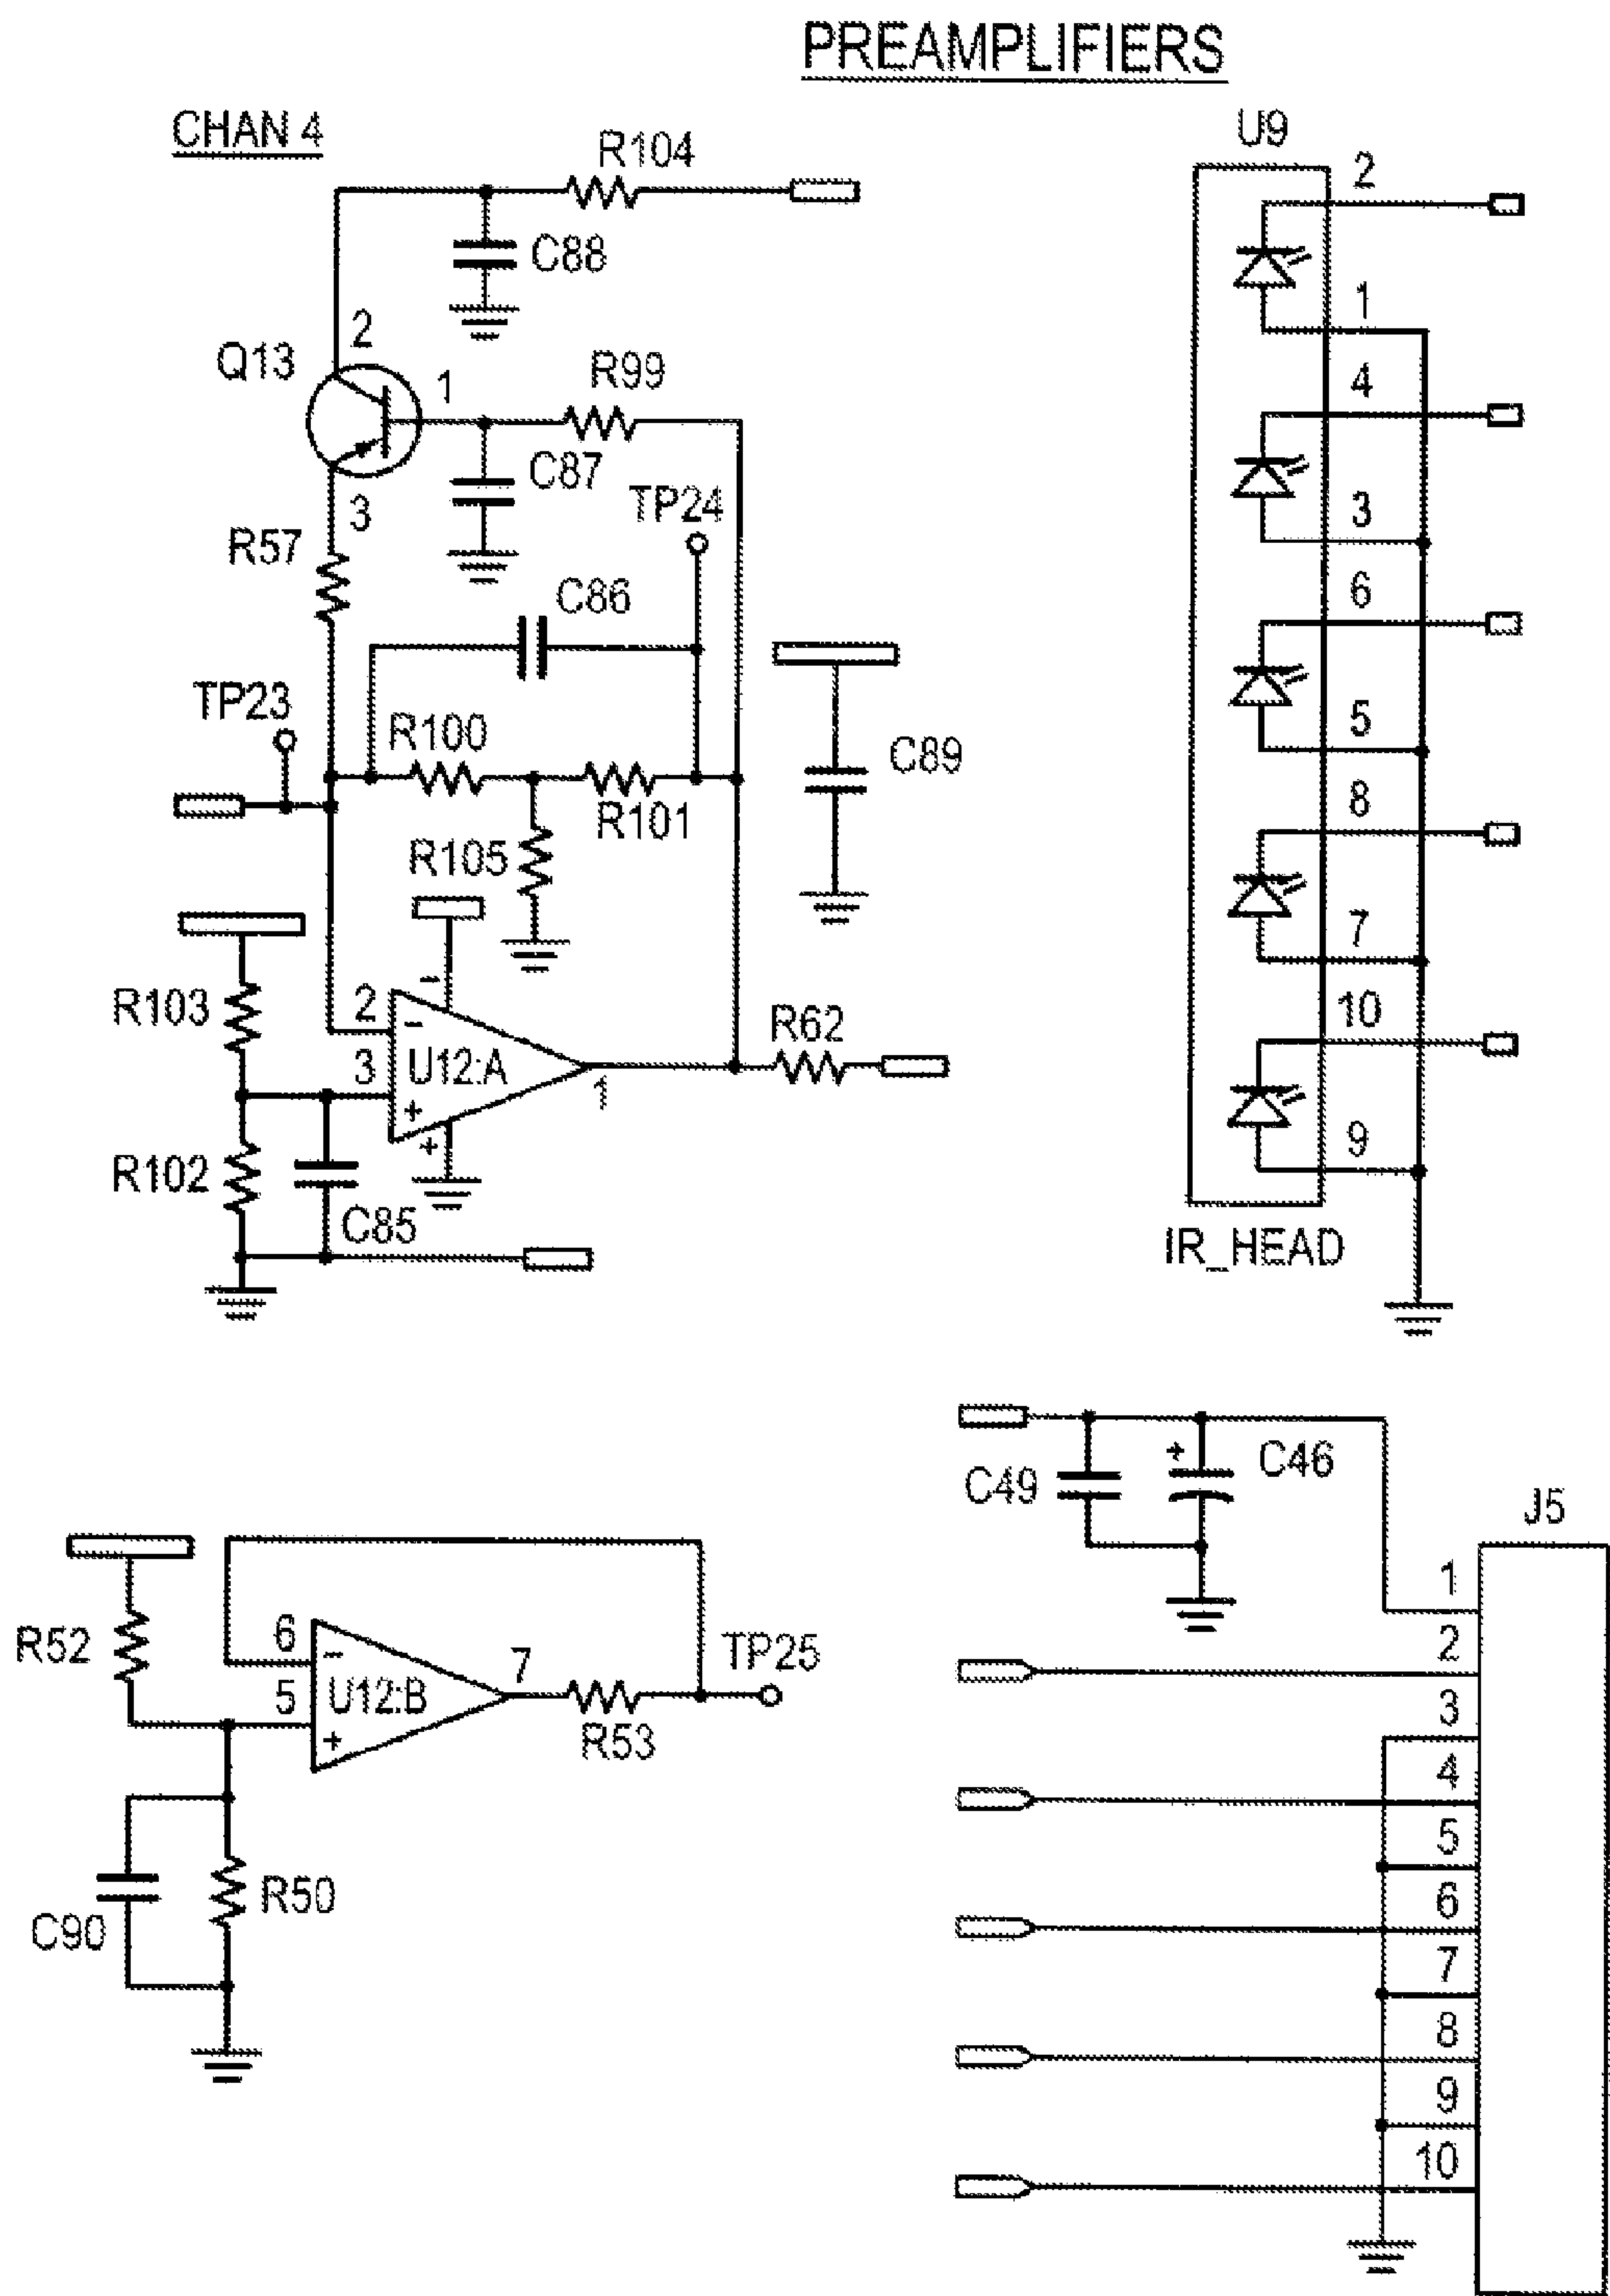 PREAMPLIFIERS
CHAN 4
R104
C88
Q13
2
1
3
R99
C87
TP24
R57
C86
TP23
R100
R101
R105
C89
R103
R102
2
3
-
+
U12:A
1
-
+
R62
C85
U9
2
1
4
3
6
5
8
7
10
9
IR_HEAD
R52
6
5
-
+
U12:B
7
R53
TP25
C90
R50
C49
+
C46
J5
1
2
3
4
5
6
7
8
9
10